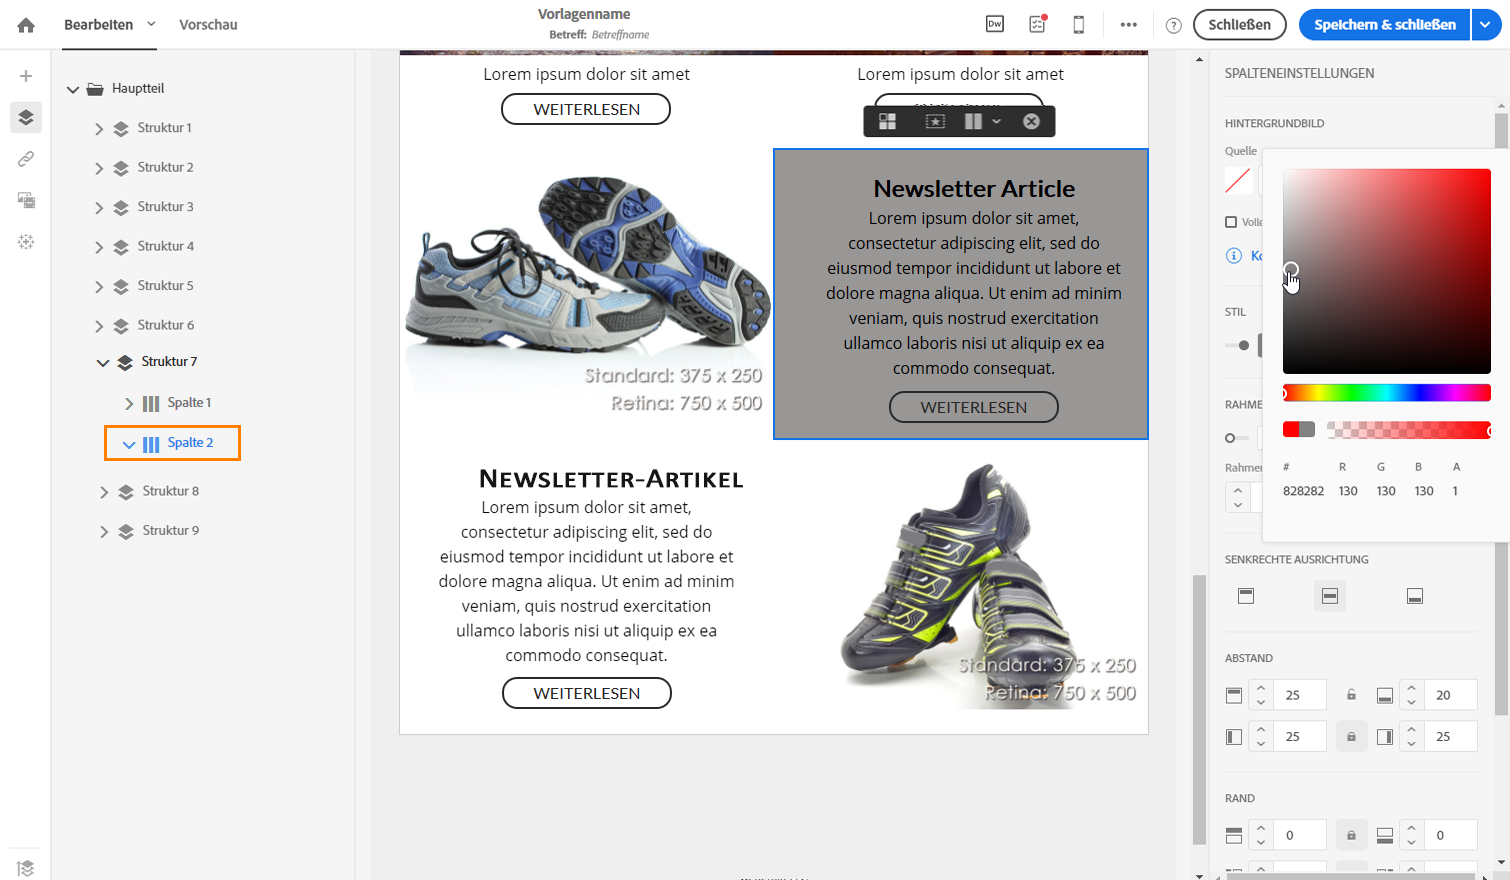 Bearbeiten
Vorschau
Vorlagenname
Betreff: Betreffname
Dw
Schließen
Speichern & schließen
Hauptteil
Struktur 1
Struktur 2
Struktur 3
Struktur 4
Struktur 5
Struktur 6
Struktur 7
Spalte 1
Spalte 2
Struktur 8
Struktur 9
Lorem ipsum dolor sit amet
WEITERLESEN
Lorem ipsum dolor sit amet
Standard: 375 x 250
Retina: 750 x 500
Newsletter Article
Lorem ipsum dolor sit amet,
consectetur adipiscing elit, sed do
eiusmod tempor incididunt ut labore et
dolore magna aliqua. Ut enim ad minim
veniam, quis nostrud exercitation
ullamco laboris nisi ut aliquip ex ea
commodo consequat.
WEITERLESEN
Newsletter-Artikel
Lorem ipsum dolor sit amet,
consectetur adipiscing elit, sed do
eiusmod tempor incididunt ut labore et
dolore magna aliqua. Ut enim ad minim
veniam, quis nostrud exercitation
ullamco laboris nisi ut aliquip ex ea
commodo consequat.
WEITERLESEN
Standard: 375 x 250
Retina: 750 x 500
SPALTENEINSTELLUNGEN
HINTERGRUNDBILD
Quelle
Volle
Ko
STIL
RAHME
Rahmen
# R G B A
828282 130 130 130 1
SENKRECHTE AUSRICHTUNG
ABSTAND
25 20
25 25
RAND
0 0